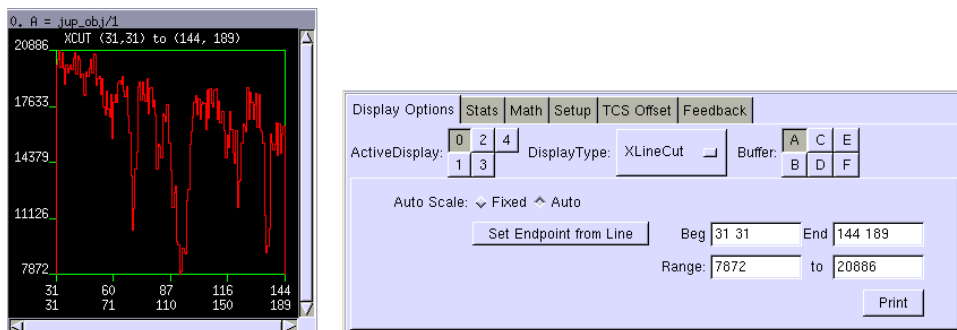 0. A = jup_obj/1
XCUT (31,31) to (144, 189)
20886
17633
14379
11126
7872
31 60 87 116 144
31 71 110 150 189
Display Options Stats Math Setup TCS Offset Feedback
ActiveDisplay: 0 2 4 DisplayType: XLineCut Buffer: A C E
1 3 B D F
Auto Scale: Fixed Auto
Set Endpoint from Line Beg 31 31 End 144 189
Range: 7872 to 20886
Print